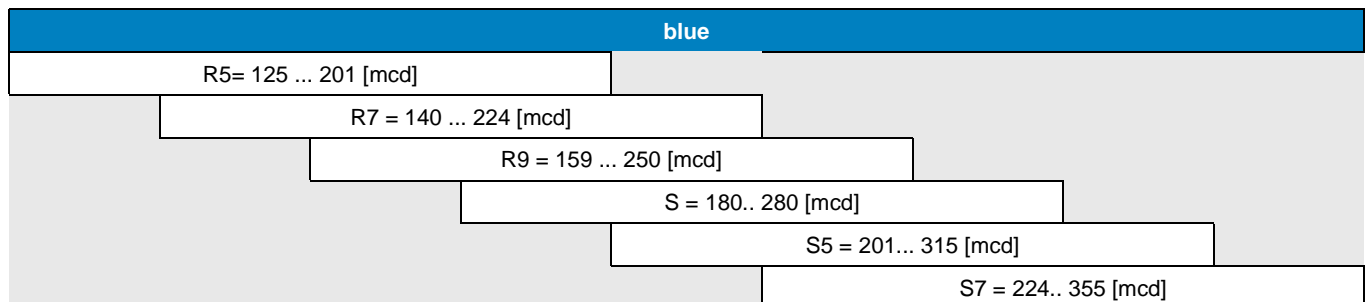 blue
R5= 125 ... 201 [mcd]
R7 = 140 ... 224 [mcd]
R9 = 159 ... 250 [mcd]
S = 180.. 280 [mcd]
S5 = 201... 315 [mcd]
S7 = 224.. 355 [mcd]